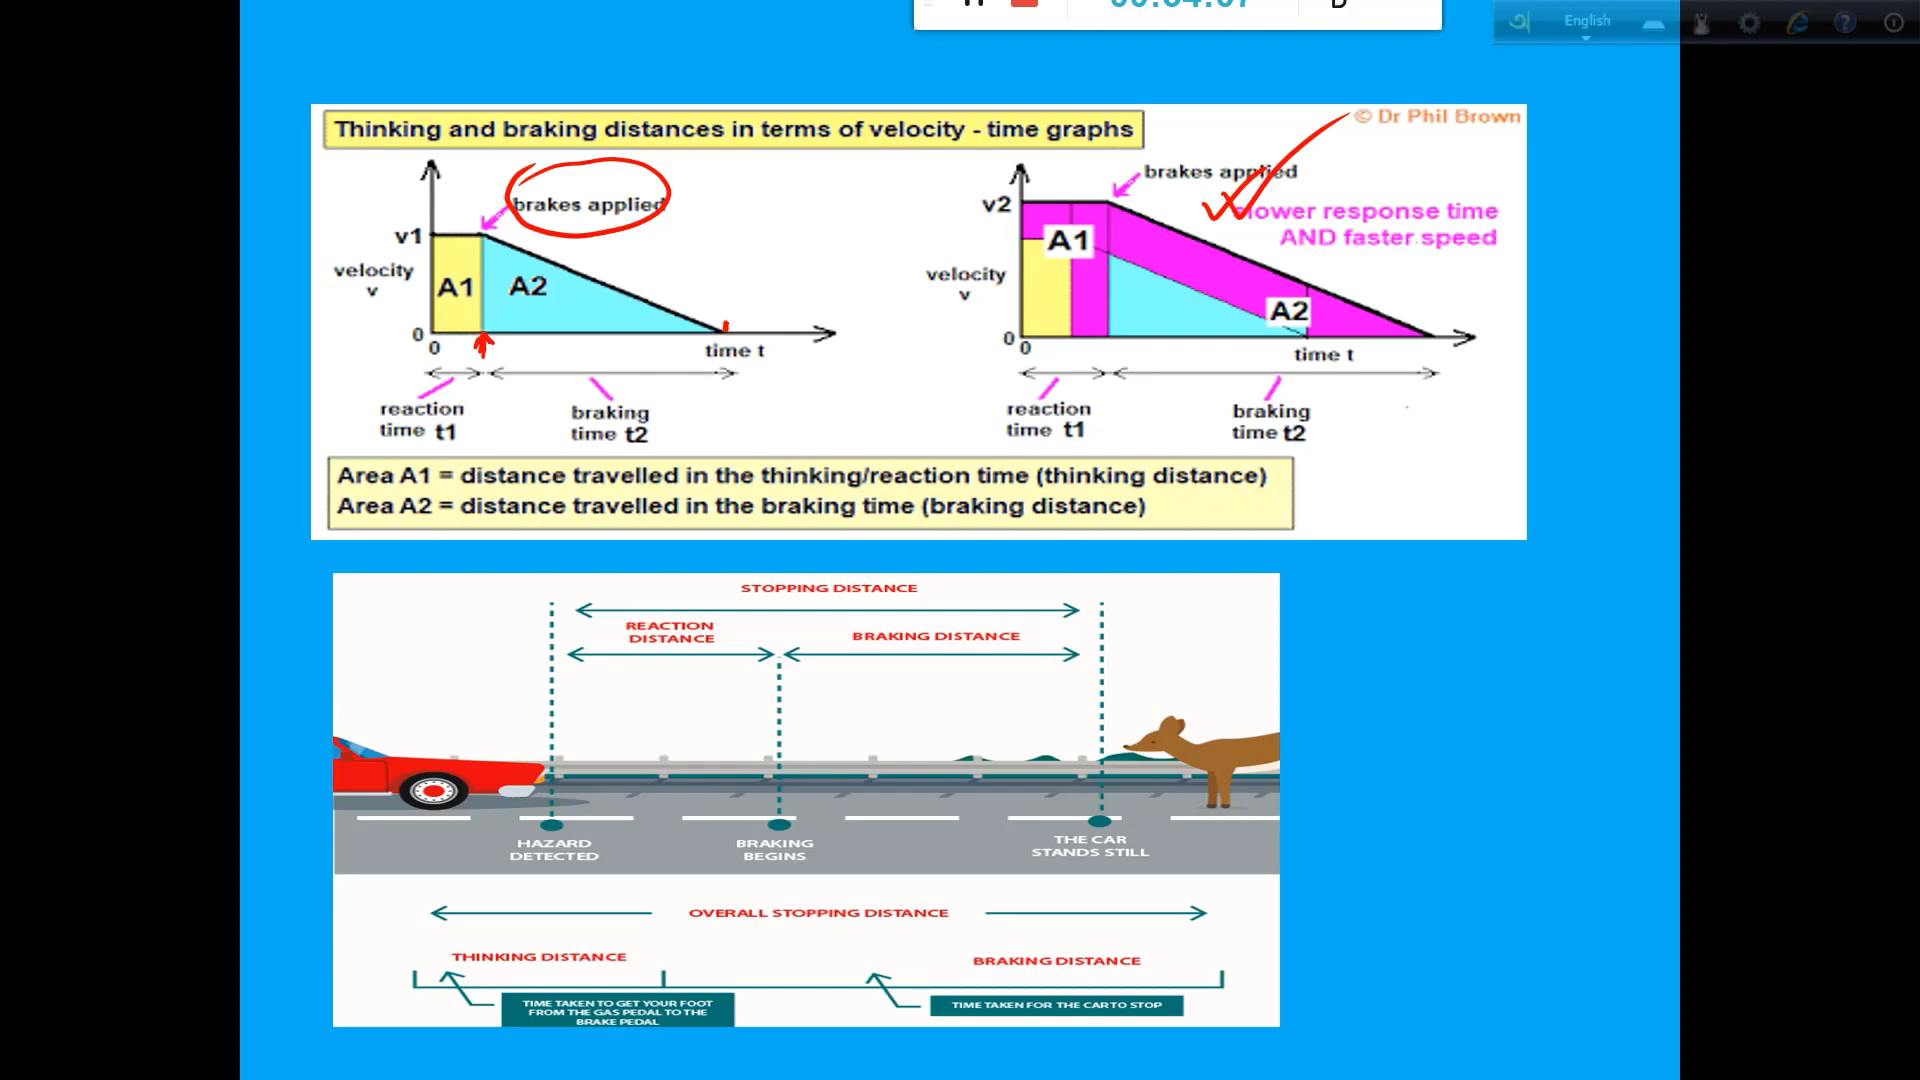 English
© Dr Phil Brown
Thinking and braking distances in terms of velocity - time graphs
brakes applied
v1
velocity
v
A1
A2
0
0
time t
reaction
time t1
braking
time t2
brakes applied
v2
slower response time
AND faster speed
A1
velocity
v
A2
0
0
time t
reaction
time t1
braking
time t2
Area A1 = distance travelled in the thinking/reaction time (thinking distance)
Area A2 = distance travelled in the braking time (braking distance)
STOPPING DISTANCE
REACTION
DISTANCE
BRAKING DISTANCE
HAZARD
DETECTED
BRAKING
BEGINS
THE CAR
STANDS STILL
OVERALL STOPPING DISTANCE
THINKING DISTANCE
BRAKING DISTANCE
TIME TAKEN TO GET YOUR FOOT
FROM THE GAS PEDAL TO THE
BRAKE PEDAL
TIME TAKEN FOR THE CAR TO STOP